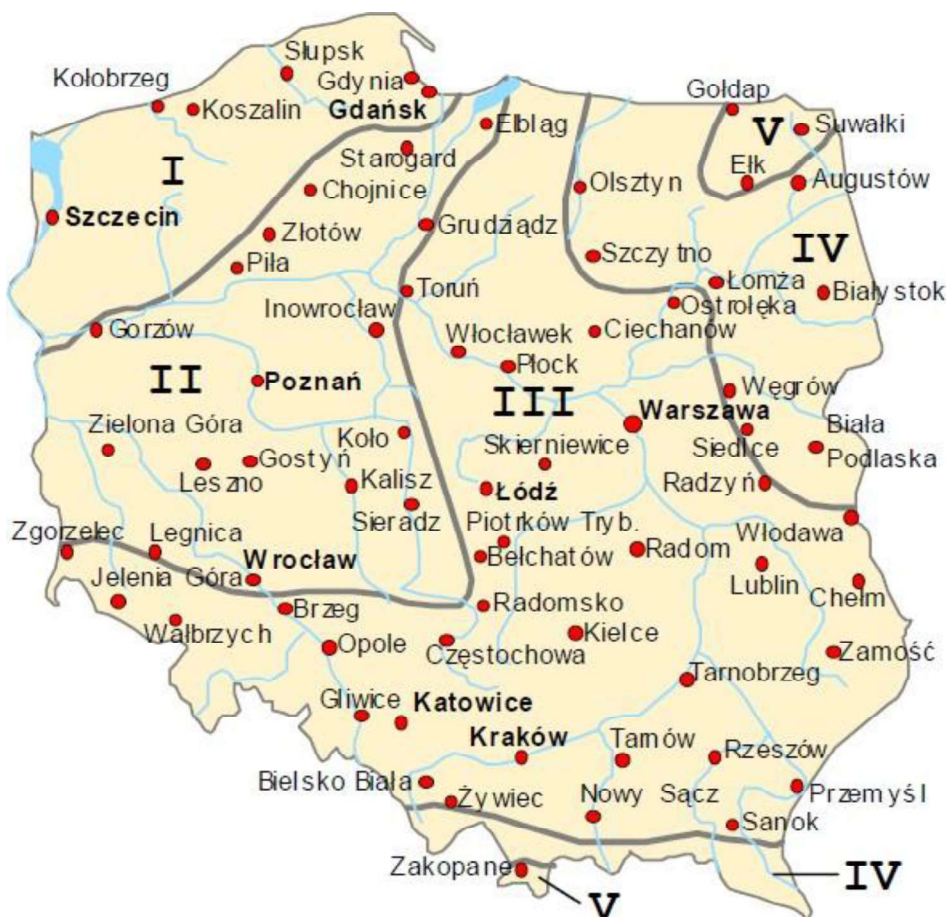 Słupsk
Kołobrzeg
Gdynia
Gołdap
Koszalin
Gdańsk
Elbląg
V
Suwałki
Starogard
I
Ełk
Chojnice
Olsztyn
Augustów
Szczecin
Grudziądz
Złotów
IV
Szczytno
Piła
Toruń
Łomża
Białystok
Inowrocław
Ostrołęka
Gorzów
Włocławek
Ciechanów
Płock
II
Poznań
Węgrów
III
Warszawa
Zielona Góra
Koło
Skierniewice
Siedlce
Biała
Podlaska
Gostyń
Leszno
Kalisz
Łódź
Radzyń
Sieradz
Piotrków Tryb.
Włodawa
Zgorzelec
Legnica
Wrocław
Bełchatów
Radom
Lublin
Jelenia Góra
Chełm
Brzeg
Radomsko
Wałbrzych
Kielce
Opole
Częstochowa
Zamość
Tarnobrzeg
Gliwice
Katowice
Kraków
Tarnów
Rzeszów
Bielsko Biała
Żywiec
Nowy Sącz
Przemyśl
Sanok
Zakopane
V
IV